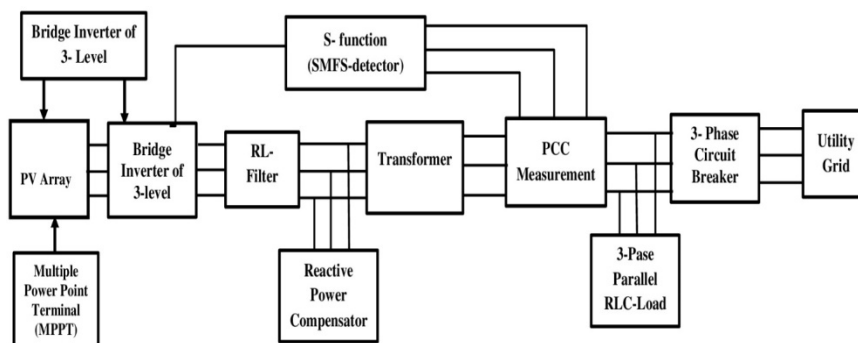 Bridge Inverter of
3- Level
S- function
(SMFS-detector)
PV Array
Bridge
Inverter of
3-level
RL-
Filter
Transformer
PCC
Measurement
3- Phase
Circuit
Breaker
Utility
Grid
Multiple
Power Point
Terminal
(MPPT)
Reactive
Power
Compensator
3-Pase
Parallel
RLC-Load